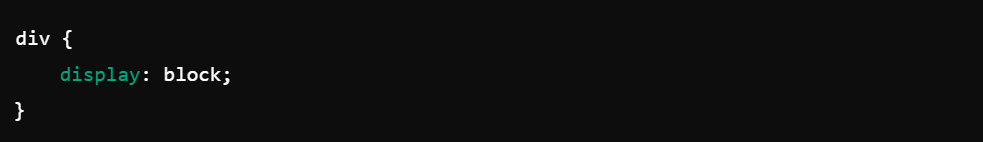 div {
    display: block;
}